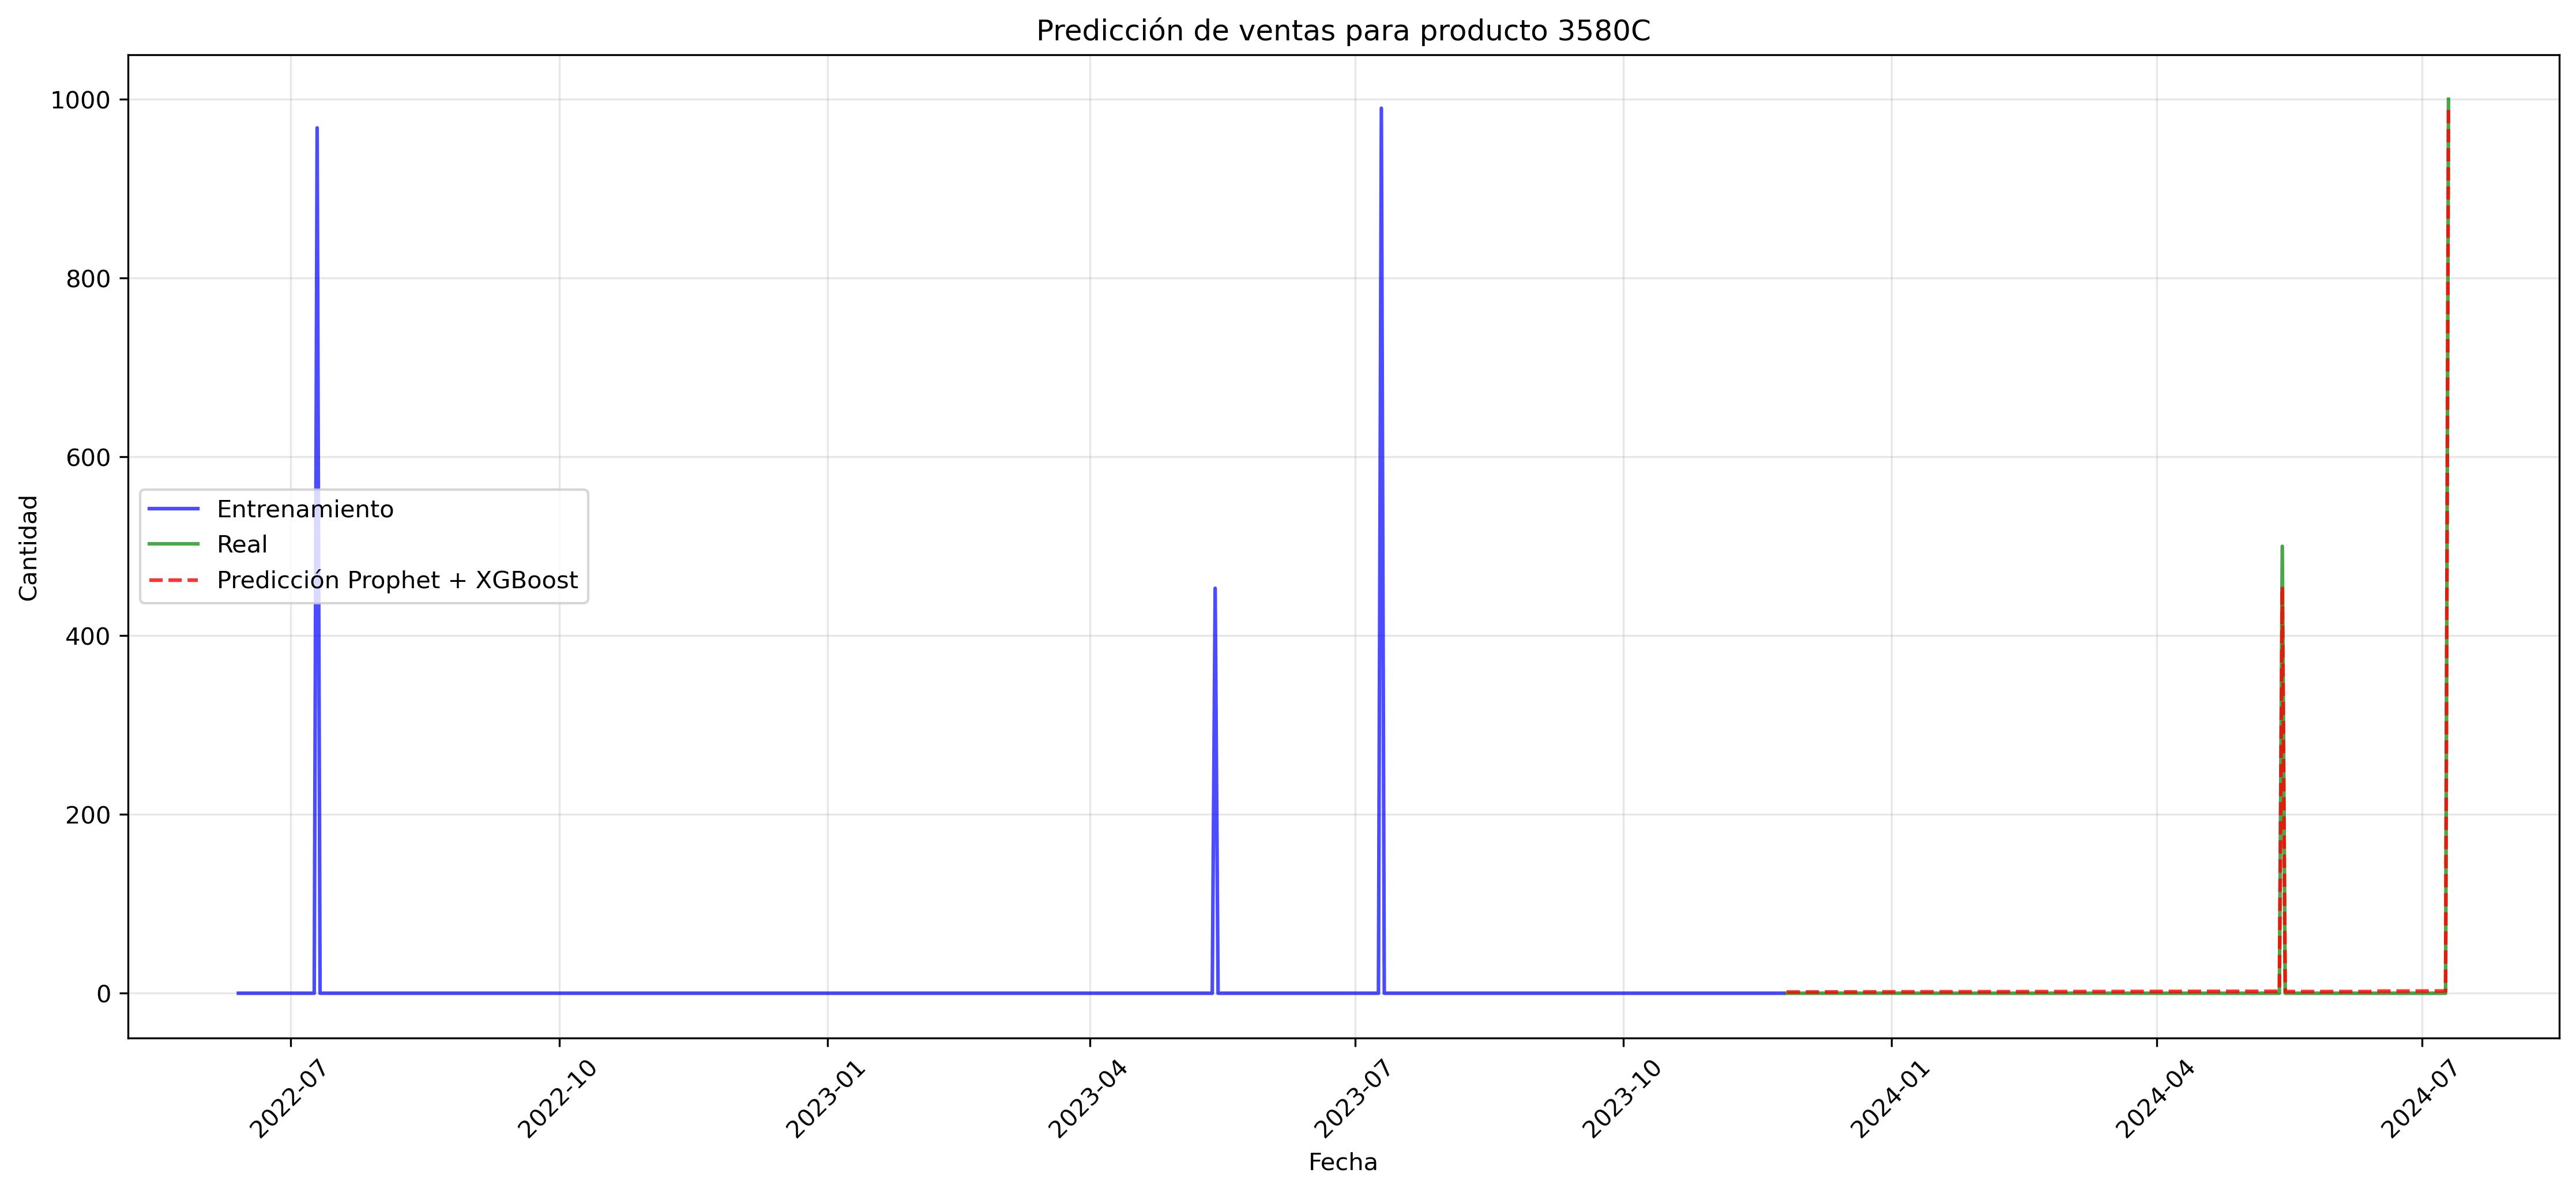 Predicción de ventas para producto 3580C
1000
800
600
400
200
0
Cantidad
Entrenamiento
Real
Predicción Prophet + XGBoost
2022-07
2022-10
2023-01
2023-04
2023-07
2023-10
2024-01
2024-04
2024-07
Fecha